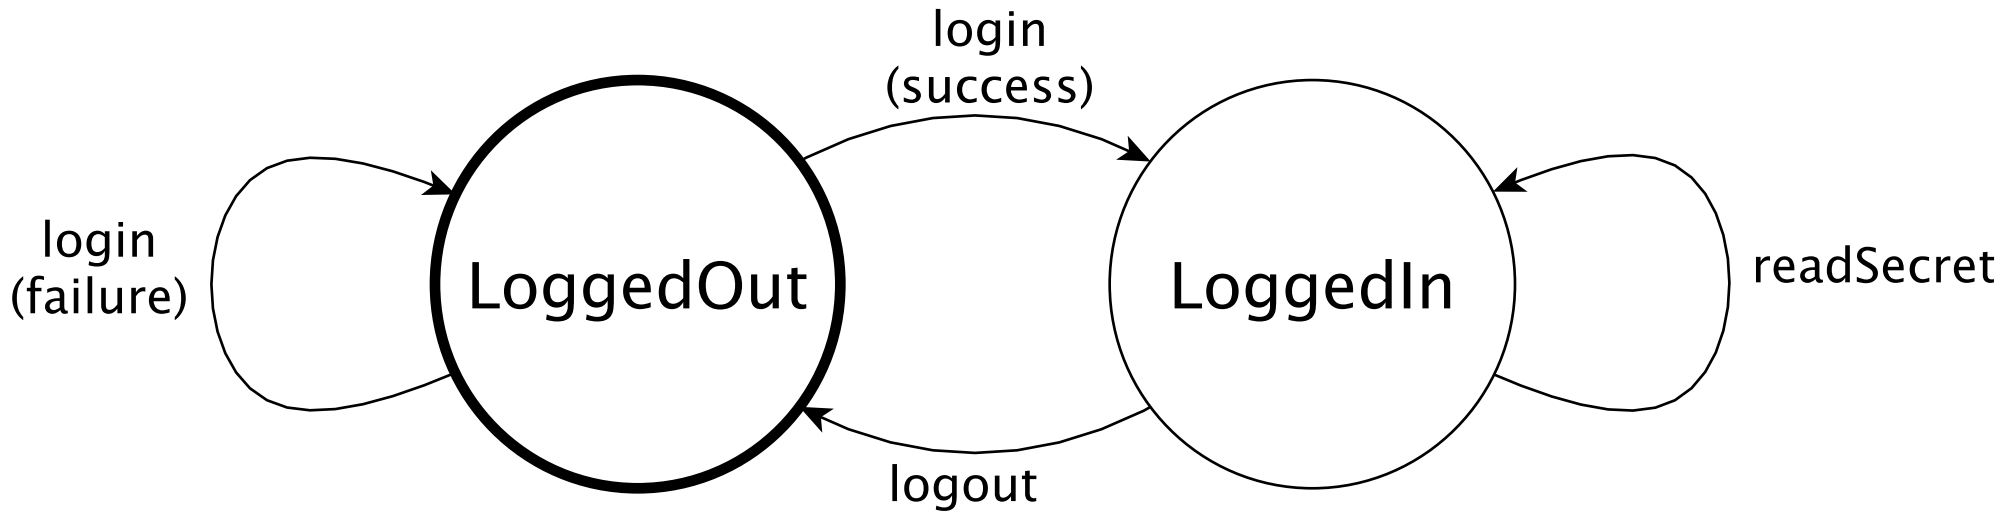 login
(success)
login
(failure)
LoggedOut
LoggedIn
readSecret
logout